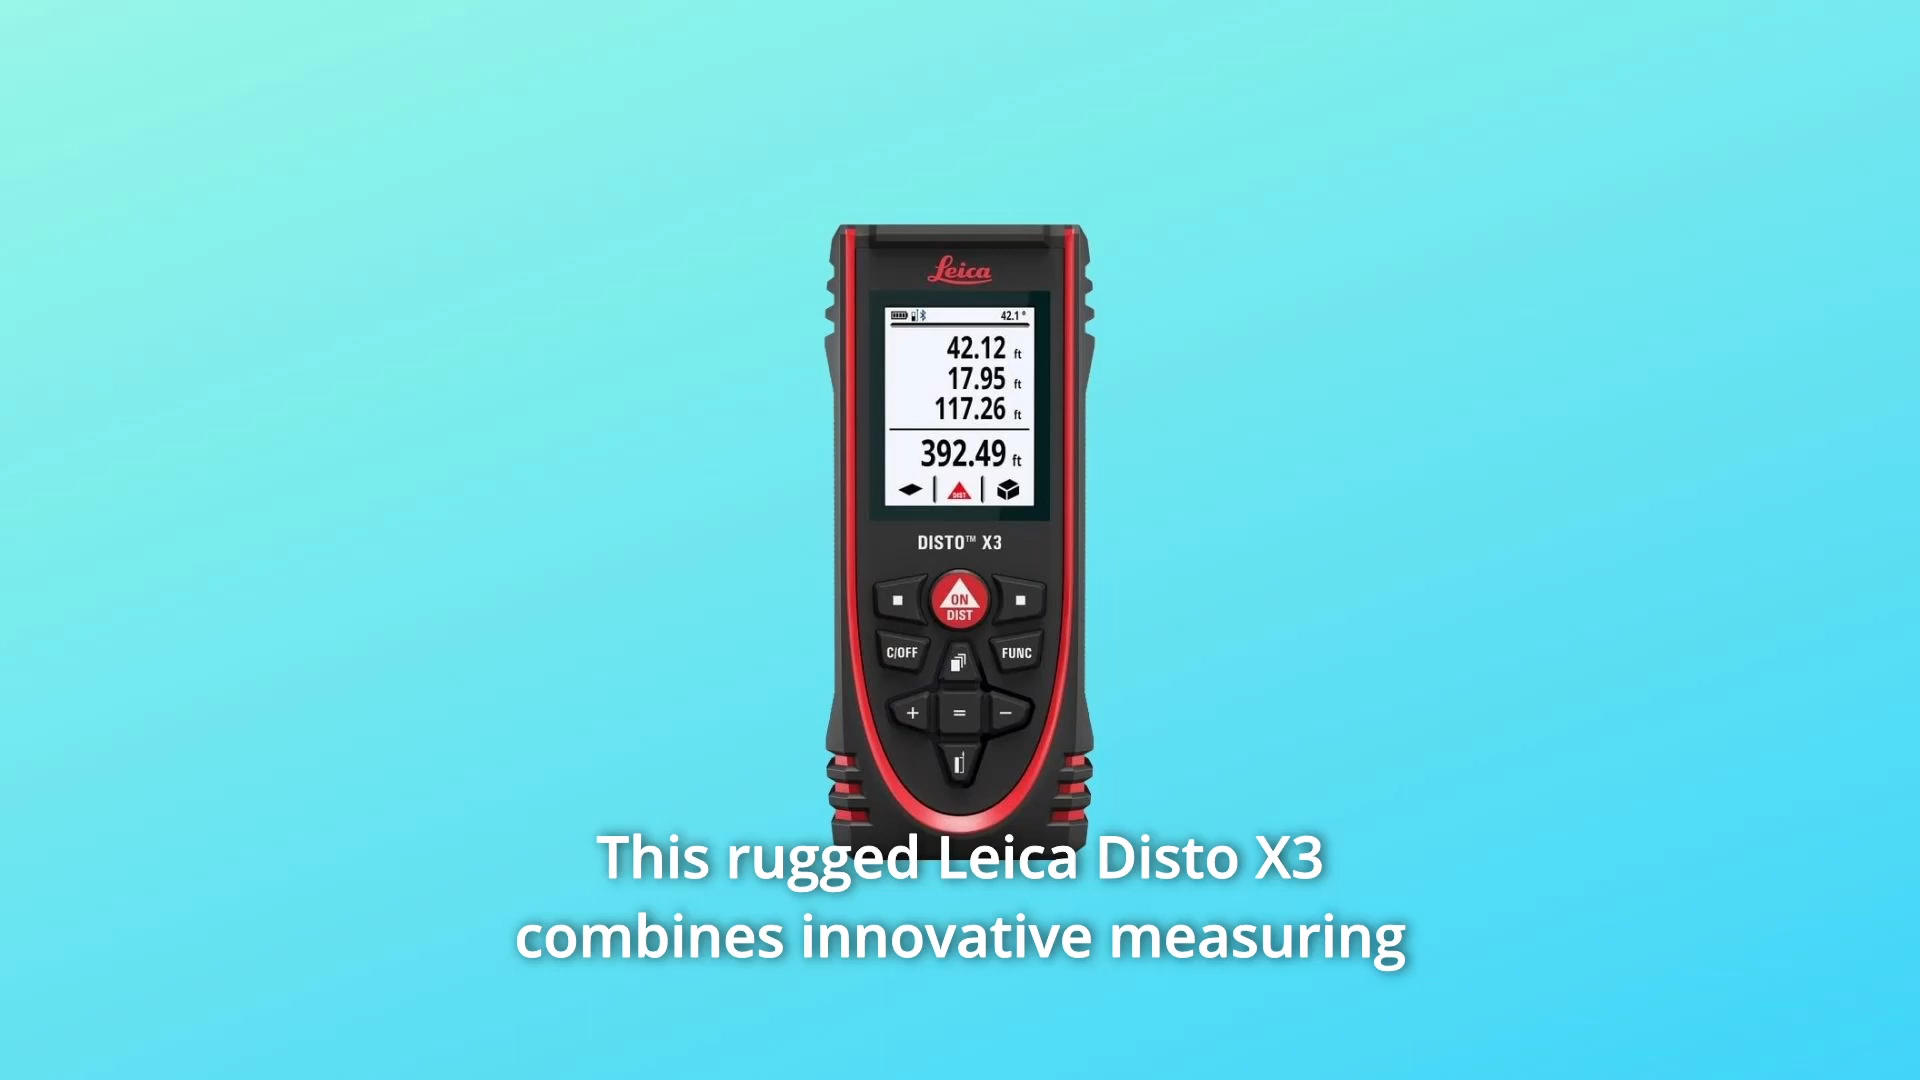 Leica
42.1 °
42.12 ft
17.95 ft
117.26 ft
392.49 ft
DIST
DISTO™ X3
ON
DIST
C/OFF
FUNC
+ = −
This rugged Leica Disto X3
combines innovative measuring